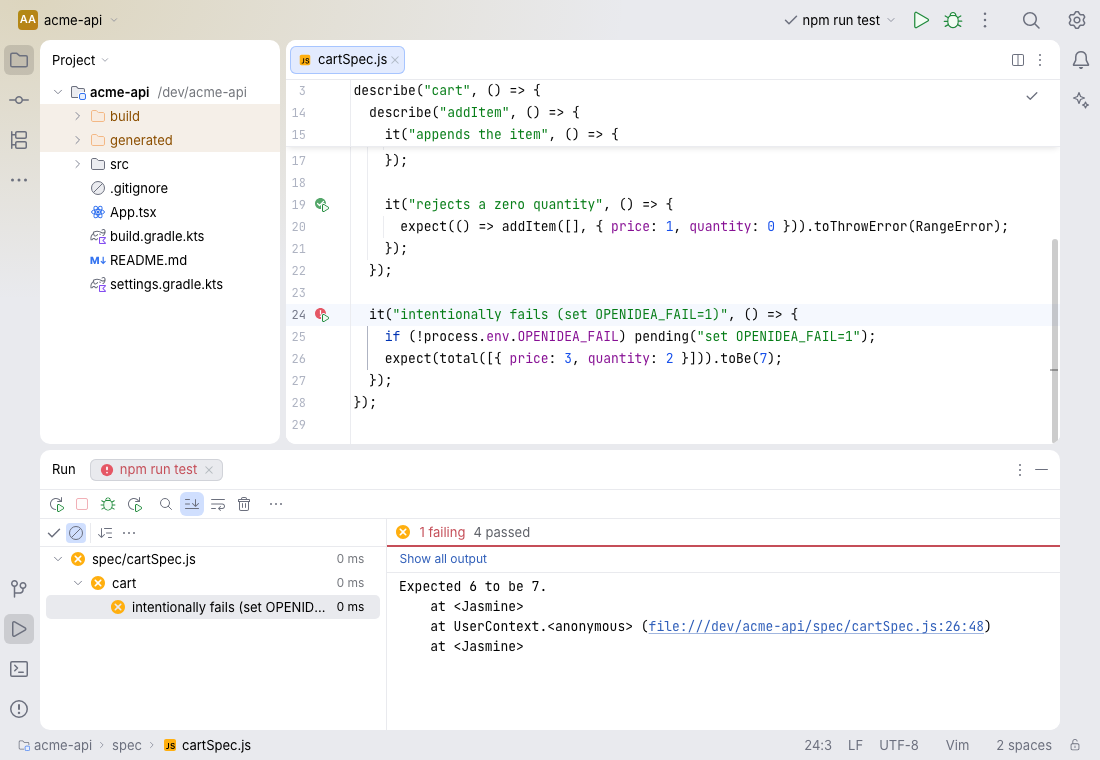 AA acme-api
npm run test
Project
cartSpec.js
acme-api /dev/acme-api
build
generated
src
.gitignore
App.tsx
build.gradle.kts
README.md
settings.gradle.kts
3 describe("cart", () => {
14 describe("addItem", () => {
15 it("appends the item", () => {
17 });
18
19 it("rejects a zero quantity", () => {
20 expect(() => addItem([], { price: 1, quantity: 0 })).toThrowError(RangeError);
21 });
22 });
23
24 it("intentionally fails (set OPENIDEA_FAIL=1)", () => {
25 if (!process.env.OPENIDEA_FAIL) pending("set OPENIDEA_FAIL=1");
26 expect(total([{ price: 3, quantity: 2 }])).toBe(7);
27 });
28 });
29
Run npm run test
1 failing 4 passed
spec/cartSpec.js 0 ms
cart 0 ms
intentionally fails (set OPENID... 0 ms
Show all output
Expected 6 to be 7.
at <Jasmine>
at UserContext.<anonymous> (file:///dev/acme-api/spec/cartSpec.js:26:48)
at <Jasmine>
acme-api spec JS cartSpec.js 24:3 LF UTF-8 Vim 2 spaces